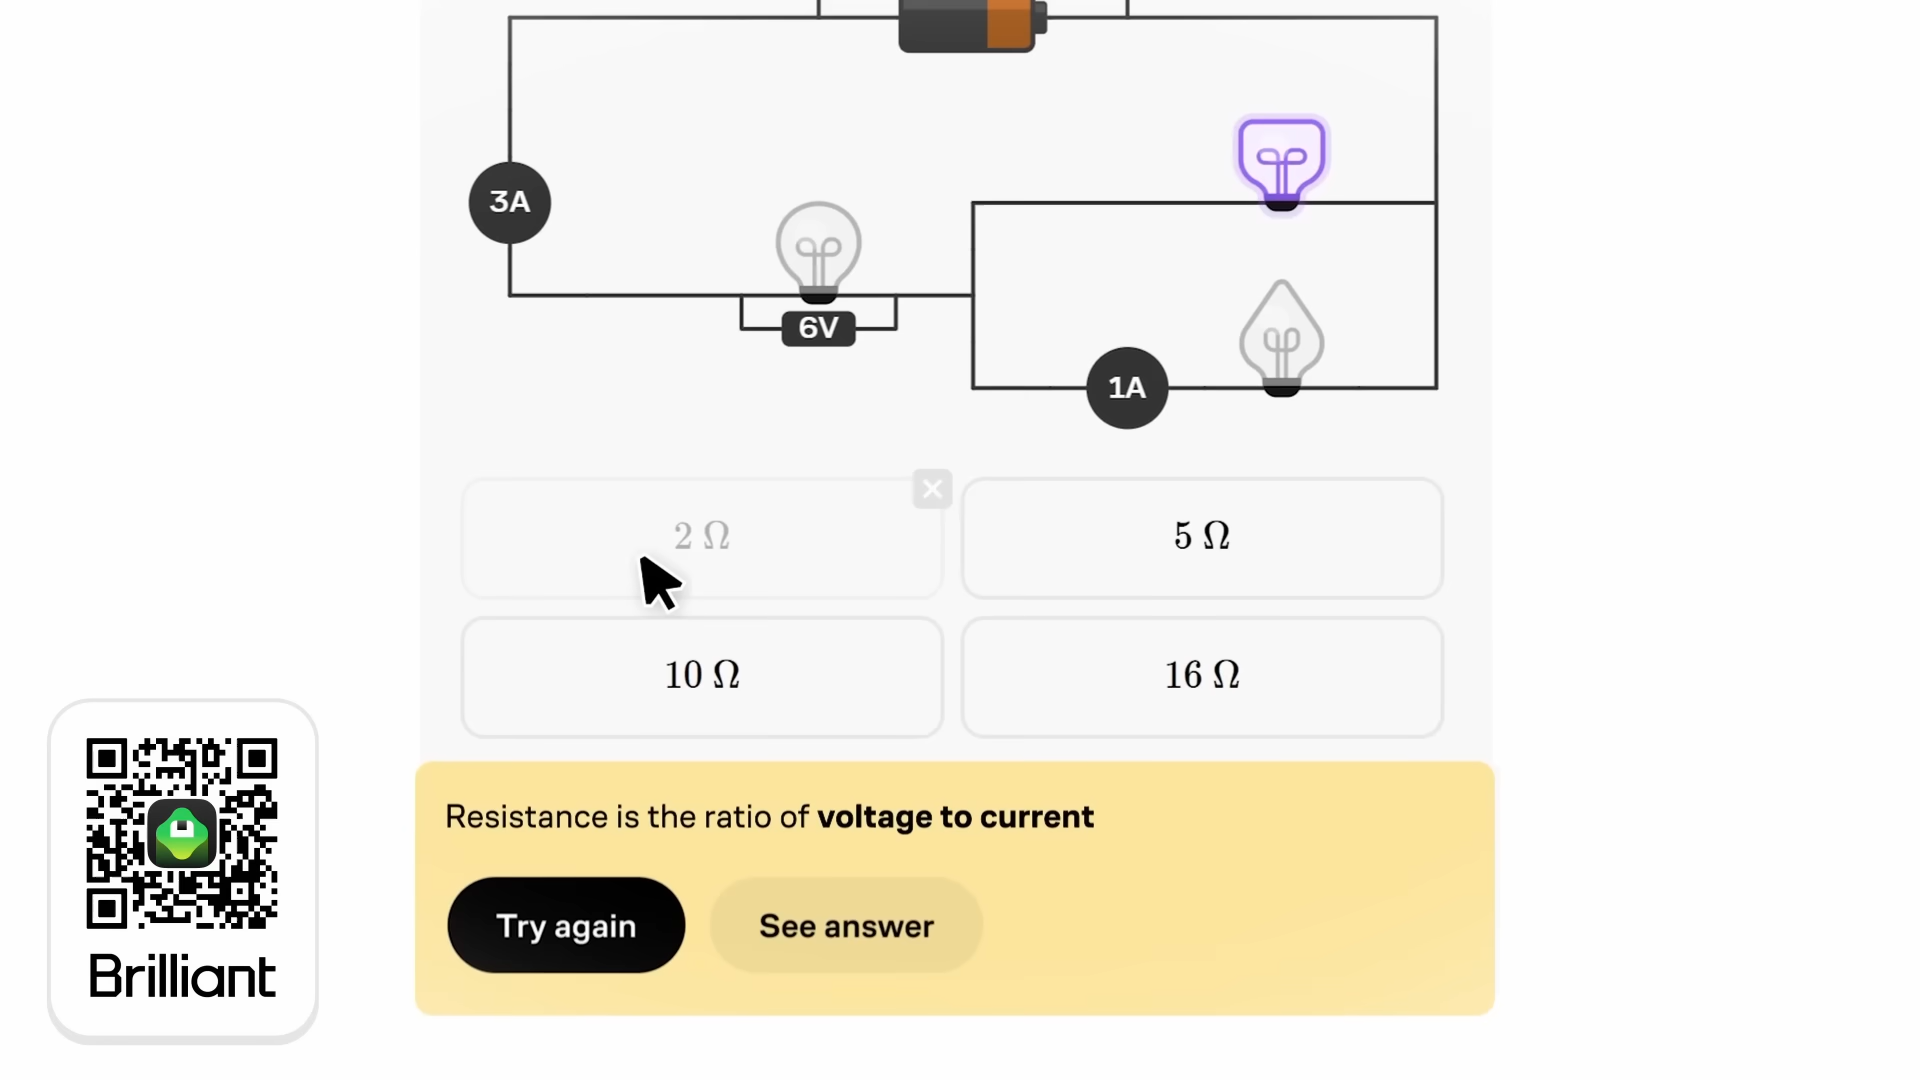 3A
6V
1A
2 Ω
5 Ω
10 Ω
16 Ω
Resistance is the ratio of voltage to current
Try again
See answer
Brilliant